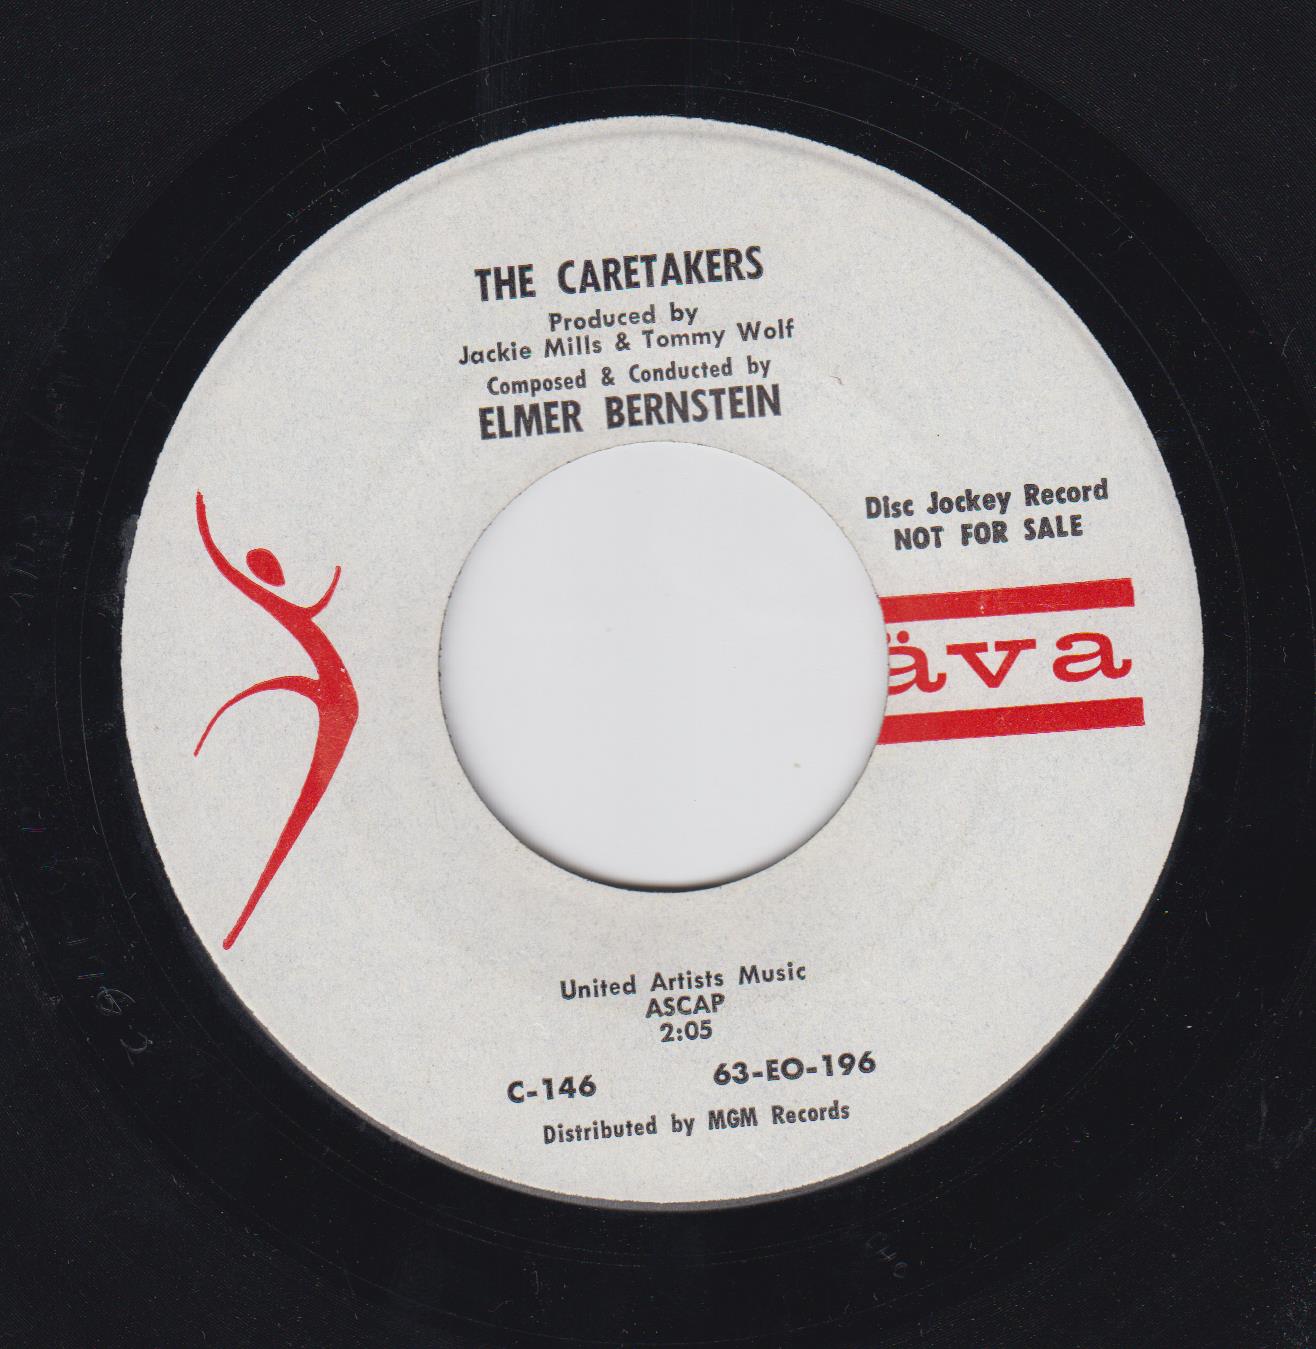 THE CARETAKERS
Produced by
Jackie Mills & Tommy Wolf
Composed & Conducted by
ELMER BERNSTEIN
Disc Jockey Record
NOT FOR SALE
äva
United Artists Music
ASCAP
2:05
C-146 63-EO-196
Distributed by MGM Records